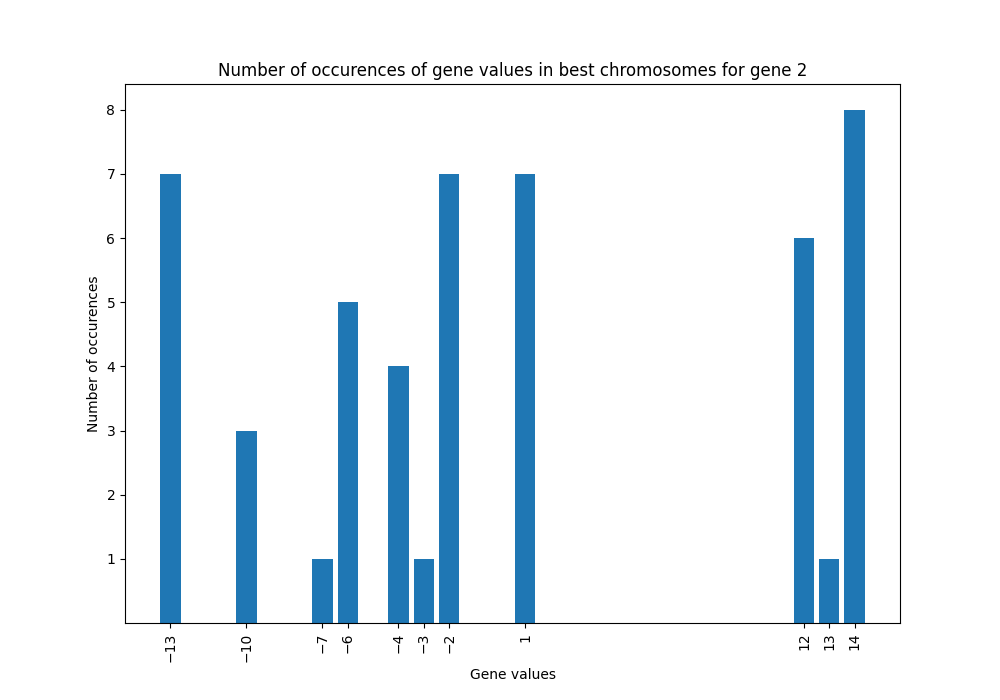 Number of occurences of gene values in best chromosomes for gene 2
8
7
6
5
4
3
2
1
Number of occurences
−13 −10 −7 −6 −4 −3 −2 1 12 13 14
Gene values